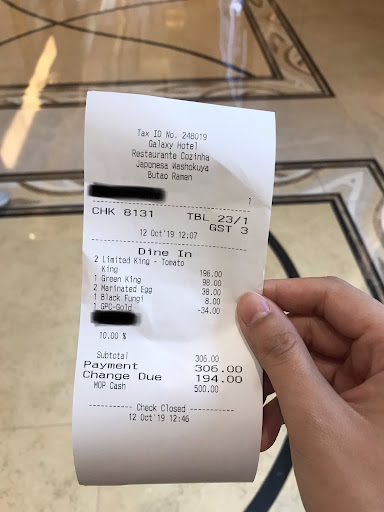 Tax ID No. 248019
Galaxy Hotel
Restaurante Cozinha
Japonesa Washokuya
Butao Ramen
1
CHK 8131 TBL 23/1
GST 3
12 Oct'19 12:07
Dine In
2 Limited King - Tomato
King 196.00
1 Green King 98.00
2 Marinated Egg 38.00
1 Black Fungi 8.00
1 GPC-Gold -34.00
10.00 %
Subtotal 306.00
Payment 306.00
Change Due 194.00
MOP Cash 500.00
Check Closed
12 Oct'19 12:46